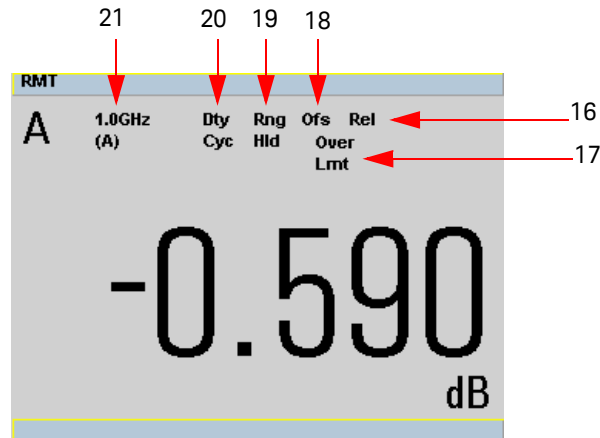 21 20 19 18
RMT
A 1.0GHz Dty Rng Ofs Rel 16
(A) Cyc Hld Over
Lmt 17
-0.590
dB